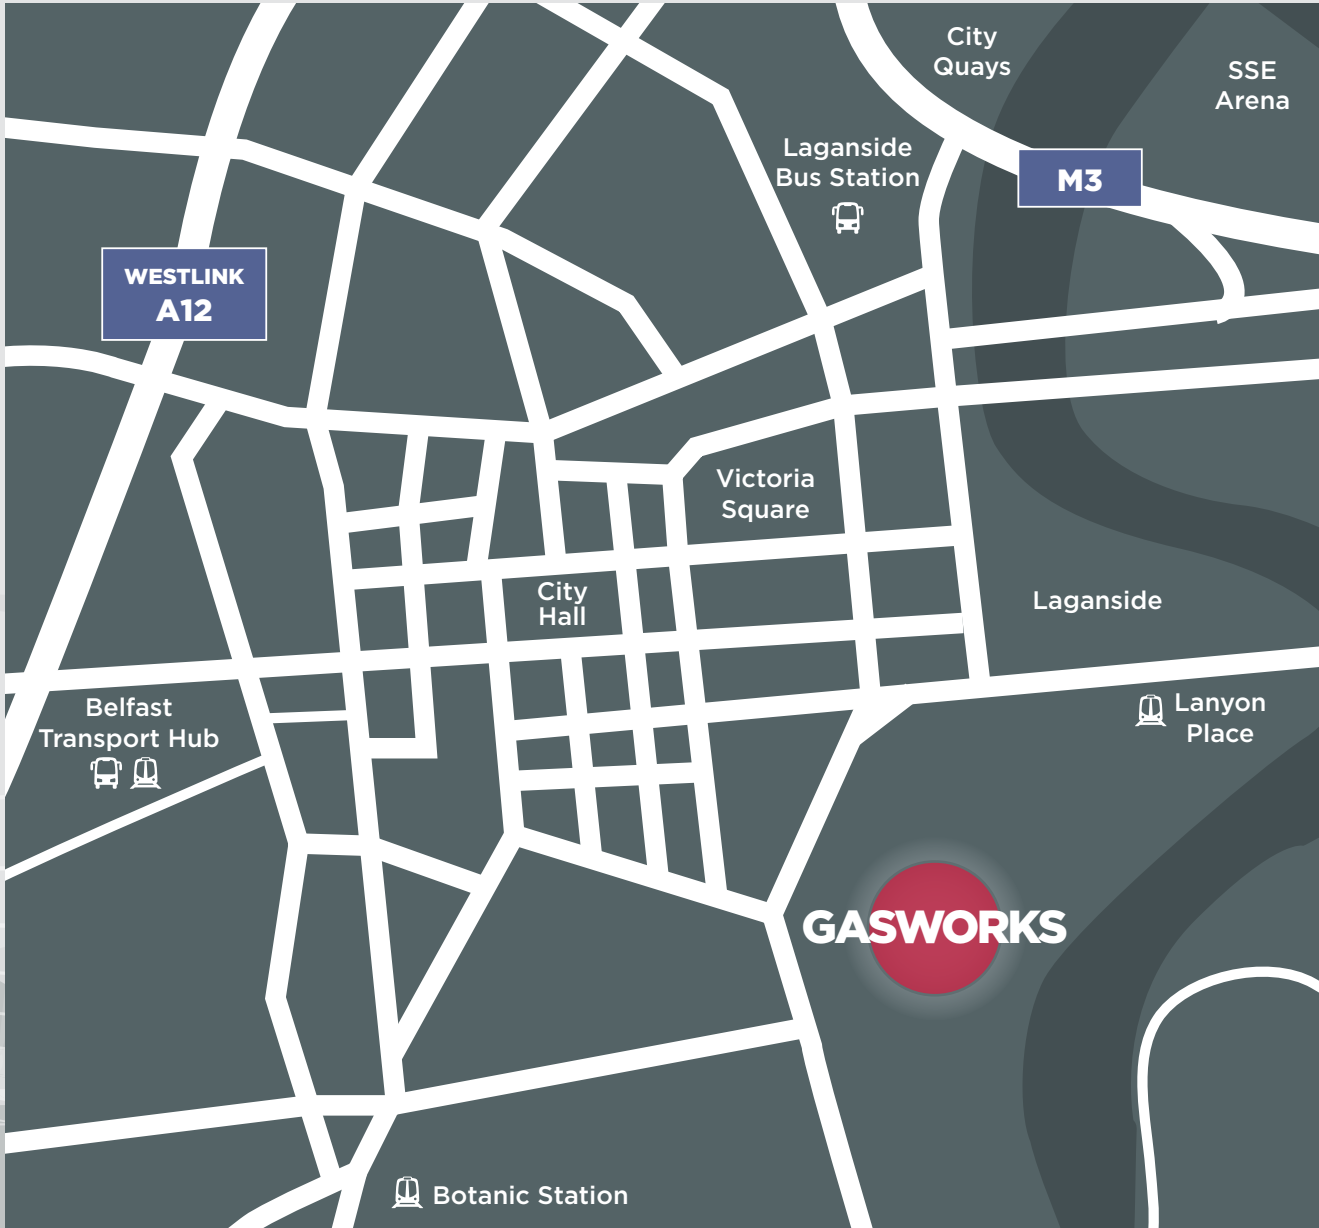 City
Quays
SSE
Arena
Laganside
Bus Station
M3
WESTLINK
A12
Victoria
Square
City
Hall
Laganside
Belfast
Transport Hub
Lanyon
Place
GASWORKS
Botanic Station